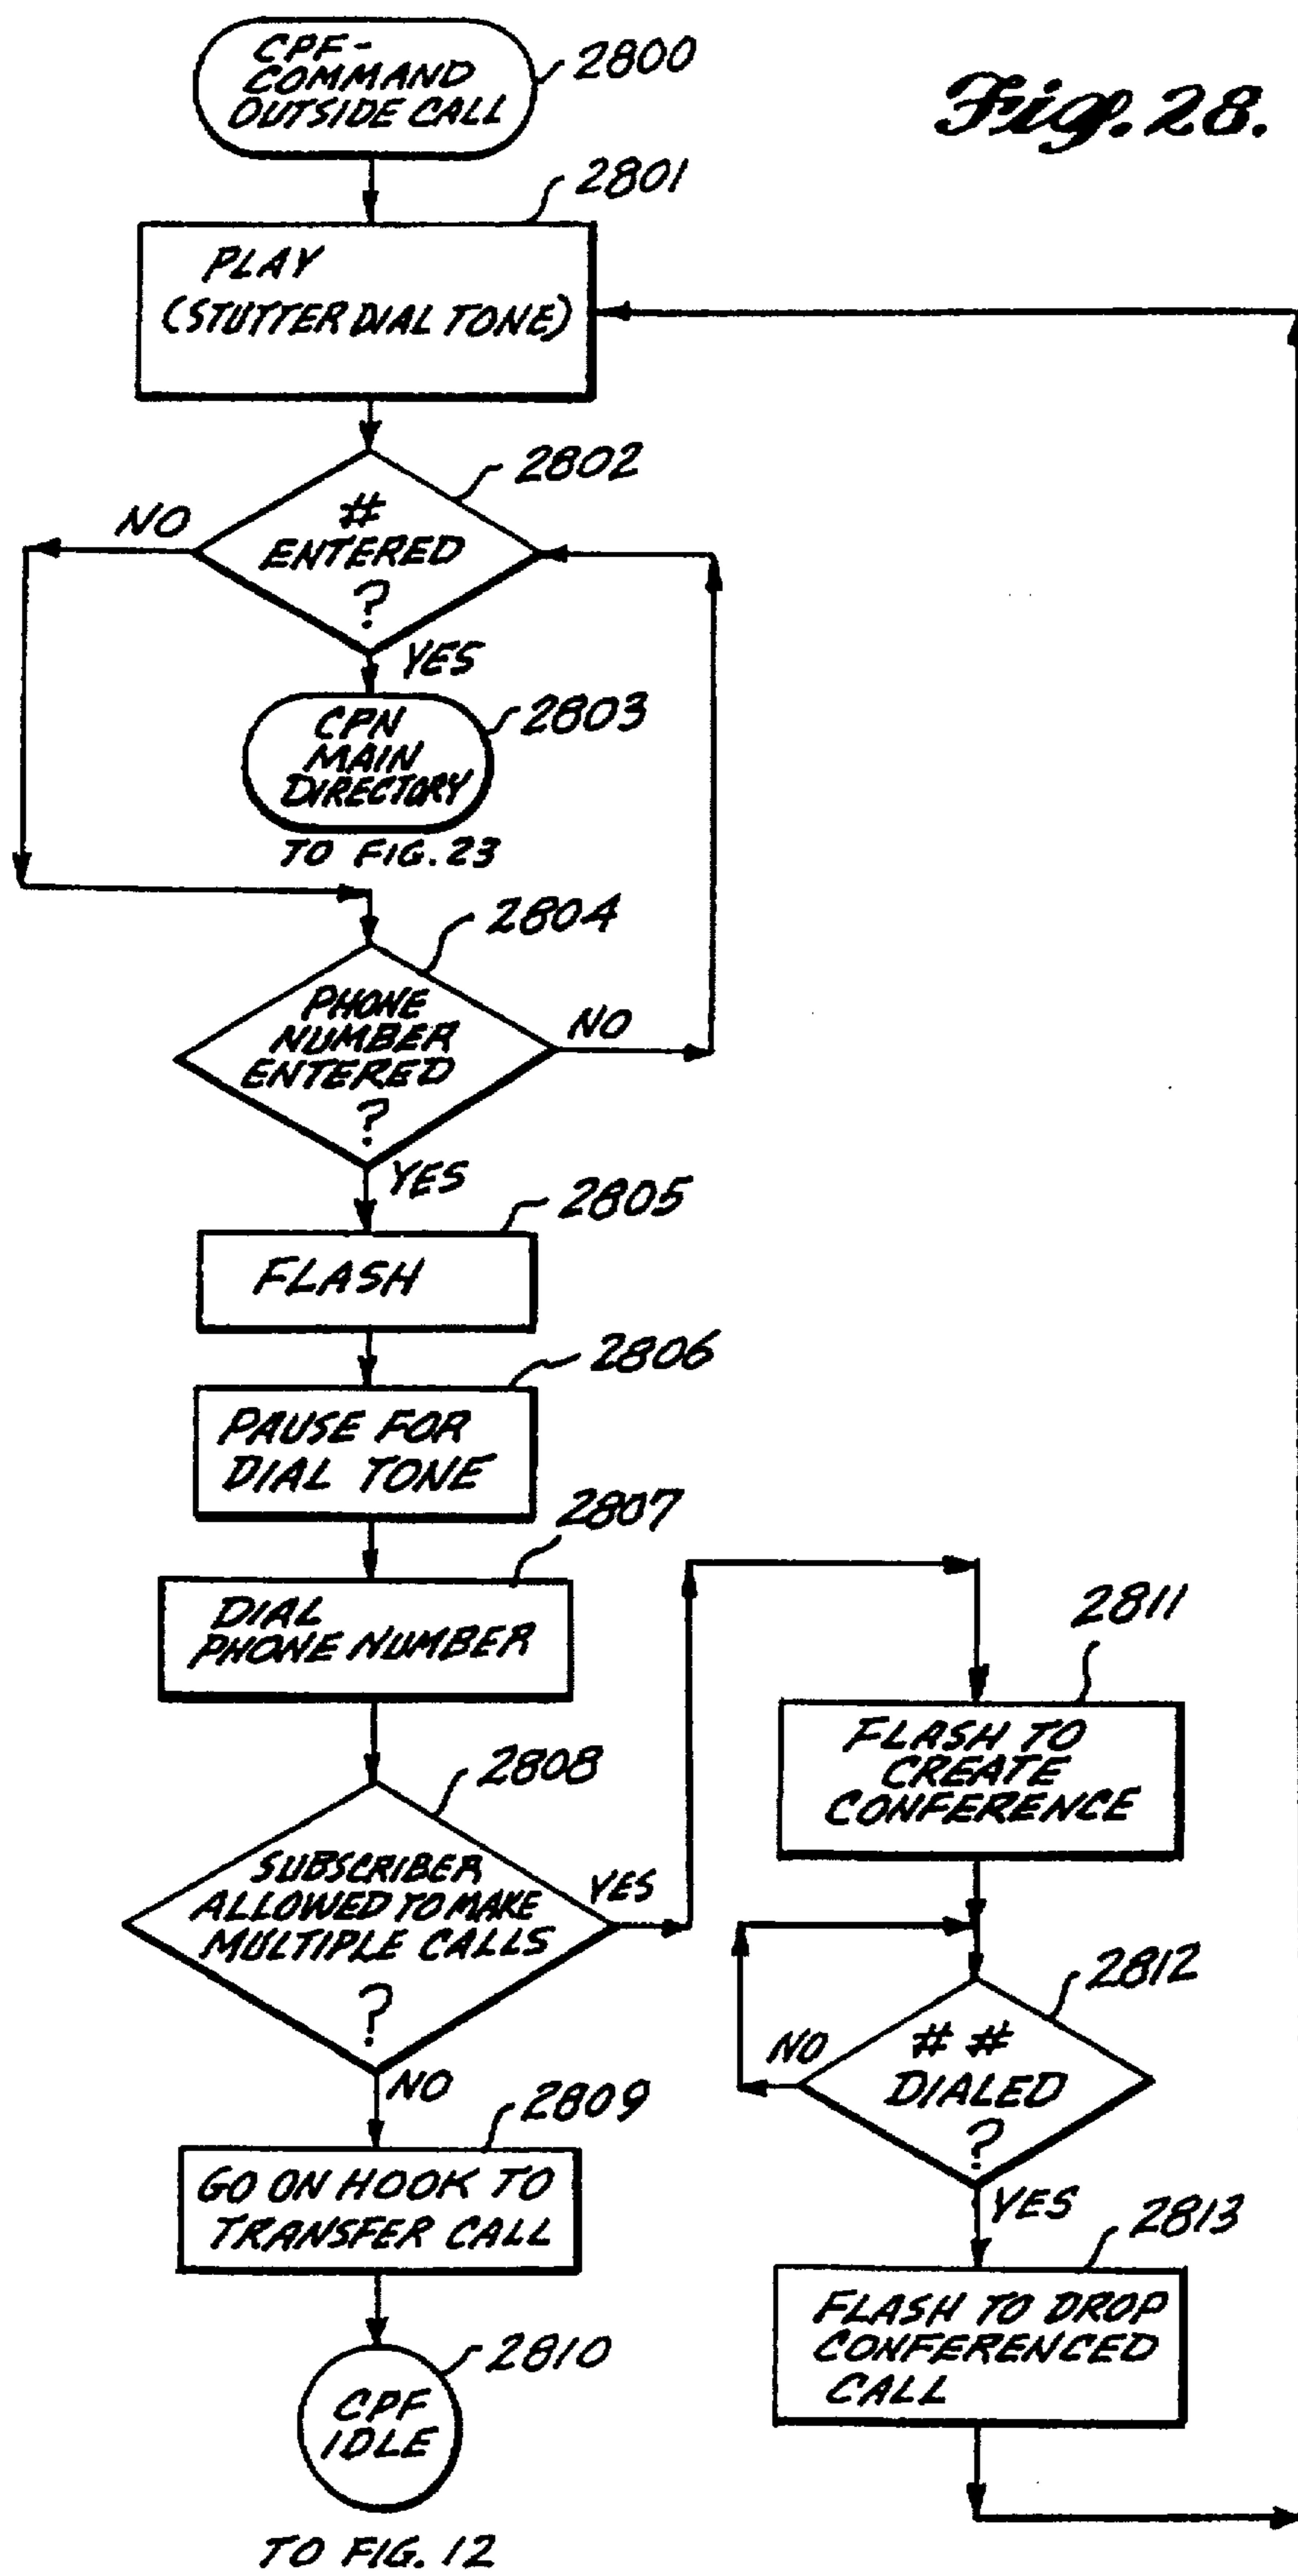 CPF-
COMMAND
OUTSIDE CALL
2800
Fig. 28.
2801
PLAY
(STUTTER DIAL TONE)
2802
#
ENTERED
?
NO
YES
CPN
MAIN
DIRECTORY
2803
TO FIG. 23
2804
PHONE
NUMBER
ENTERED
?
NO
YES
2805
FLASH
2806
PAUSE FOR
DIAL TONE
2807
DIAL
PHONE NUMBER
2808
SUBSCRIBER
ALLOWED TO MAKE
MULTIPLE CALLS
?
YES
NO
2809
GO ON HOOK TO
TRANSFER CALL
2810
CPF
IDLE
TO FIG. 12
2811
FLASH TO
CREATE
CONFERENCE
2812
# #
DIALED
?
NO
YES
2813
FLASH TO DROP
CONFERENCED
CALL